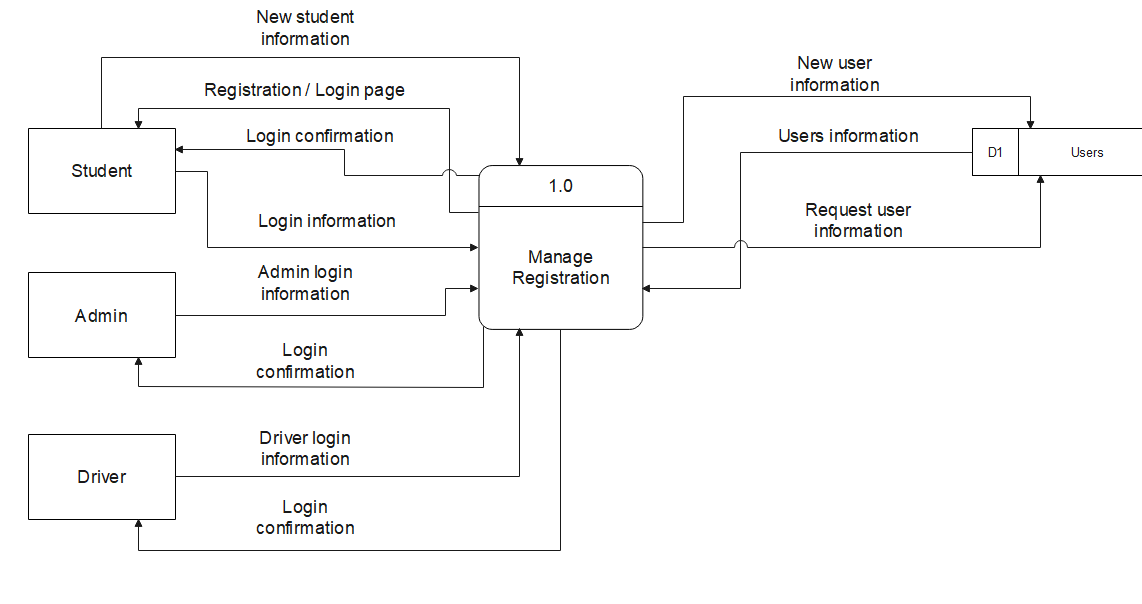 New student
information
New user
information
Registration / Login page
Login confirmation
Users information
D1
Users
Student
1.0
Login information
Request user
information
Manage
Registration
Admin login
information
Admin
Login
confirmation
Driver login
information
Driver
Login
confirmation